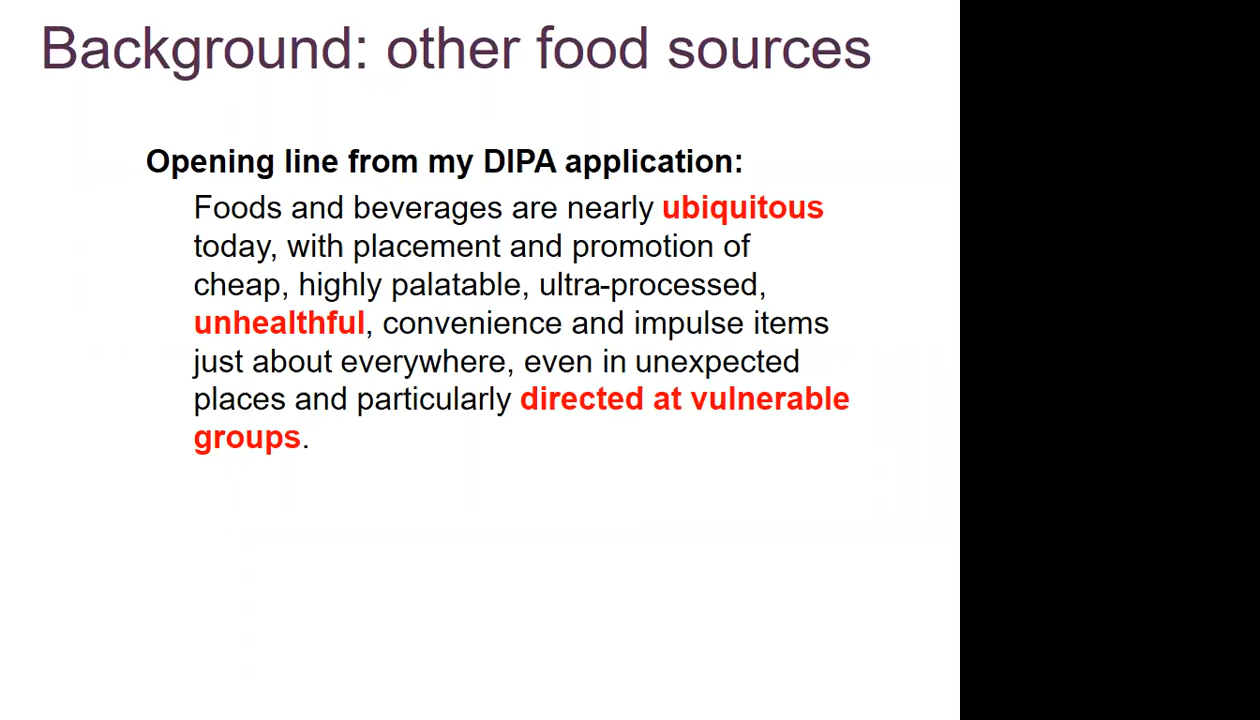 Background: other food sources
Opening line from my DIPA application:
Foods and beverages are nearly ubiquitous
today, with placement and promotion of
cheap, highly palatable, ultra-processed,
unhealthful, convenience and impulse items
just about everywhere, even in unexpected
places and particularly directed at vulnerable
groups.